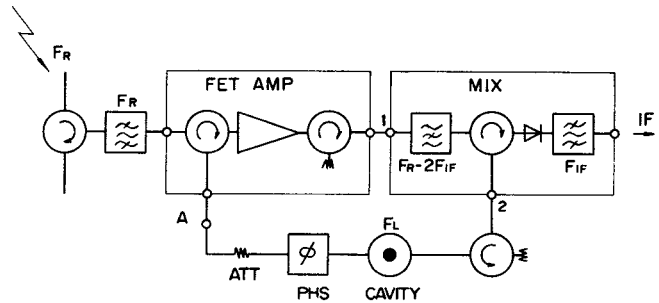 FR
FR
FET AMP
1
MIX
FR-2FIF
FIF
IF
2
A
ATT
φ
PHS
FL
CAVITY